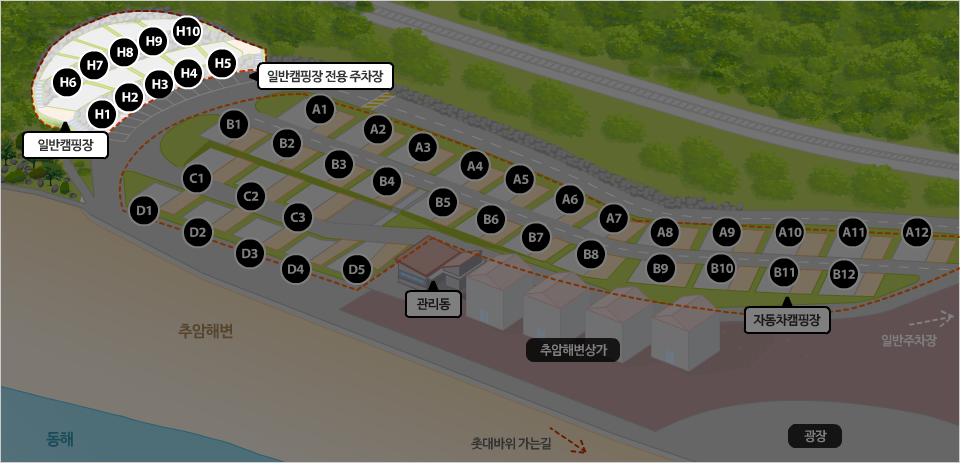 H10
H9
H8
H7
H6
H5
H4
H3
H2
H1
일반캠핑장 전용 주차장
일반캠핑장
A1
A2
A3
A4
A5
A6
A7
A8
A9
A10
A11
A12
B1
B2
B3
B4
B5
B6
B7
B8
B9
B10
B11
B12
C1
C2
C3
D1
D2
D3
D4
D5
관리동
자동차캠핑장
추암해변
추암해변상가
일반주차장
동해
촛대바위 가는길
광장